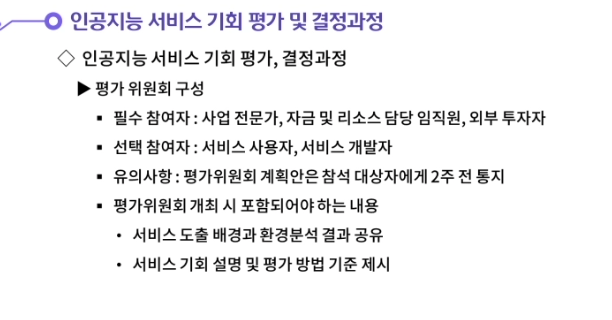 인공지능 서비스 기회 평가 및 결정과정
◇ 인공지능 서비스 기회 평가, 결정과정
▶ 평가 위원회 구성
▪ 필수 참여자 : 사업 전문가, 자금 및 리소스 담당 임직원, 외부 투자자
▪ 선택 참여자 : 서비스 사용자, 서비스 개발자
▪ 유의사항 : 평가위원회 계획안은 참석 대상자에게 2주 전 통지
▪ 평가위원회 개최 시 포함되어야 하는 내용
• 서비스 도출 배경과 환경분석 결과 공유
• 서비스 기회 설명 및 평가 방법 기준 제시